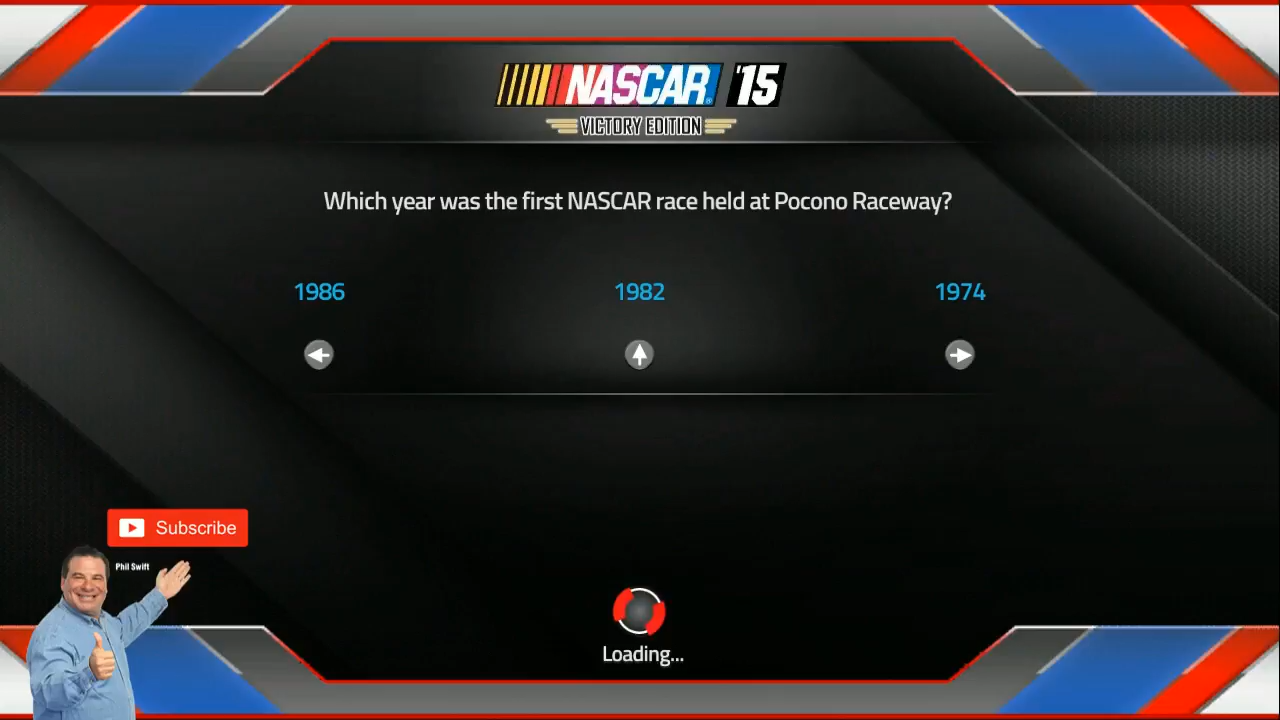 NASCAR '15
VICTORY EDITION
Which year was the first NASCAR race held at Pocono Raceway?
1986 1982 1974
Subscribe
Phil Swift
Loading...